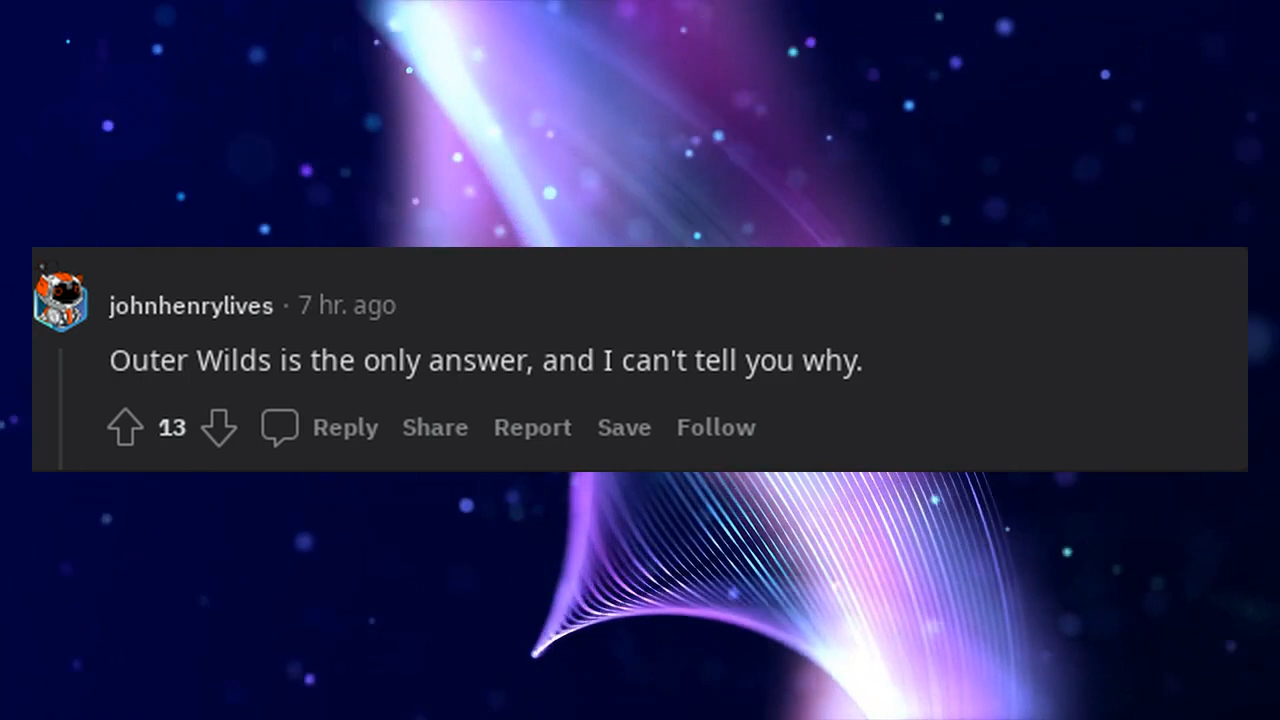 johnhenrylives · 7 hr. ago
Outer Wilds is the only answer, and I can't tell you why.
13 Reply Share Report Save Follow